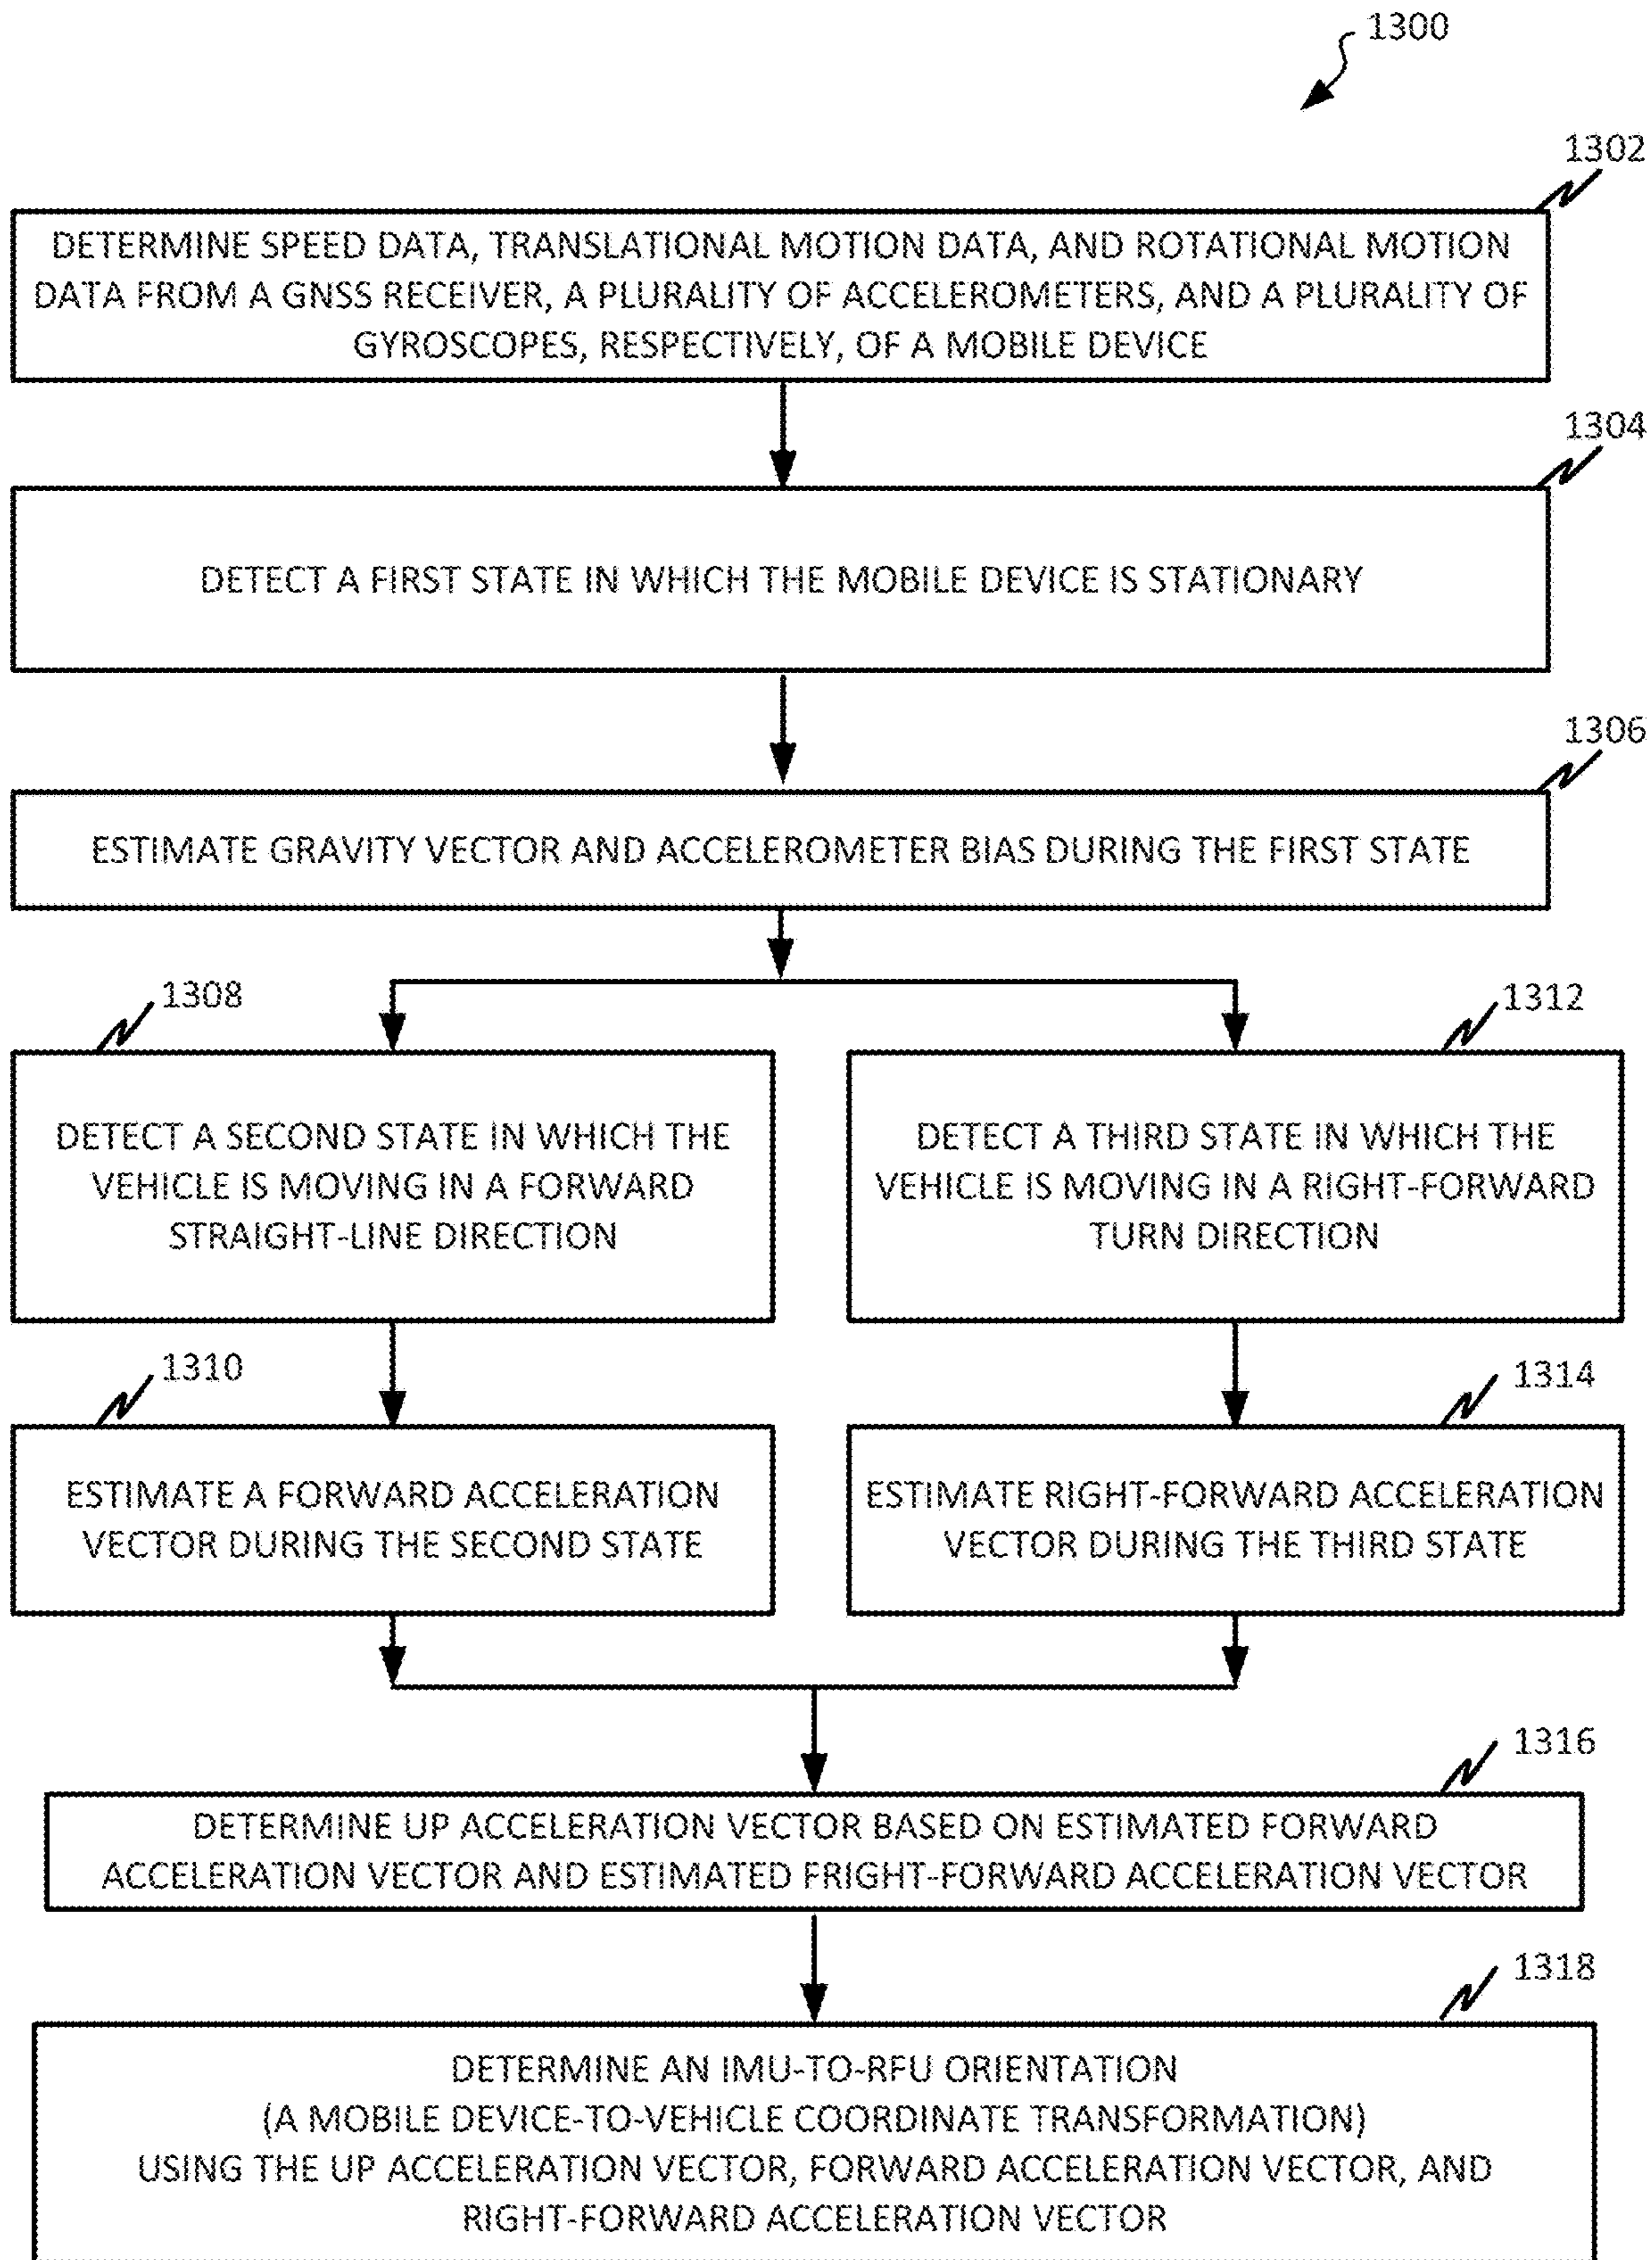 1300
1302
DETERMINE SPEED DATA, TRANSLATIONAL MOTION DATA, AND ROTATIONAL MOTION
DATA FROM A GNSS RECEIVER, A PLURALITY OF ACCELEROMETERS, AND A PLURALITY OF
GYROSCOPES, RESPECTIVELY, OF A MOBILE DEVICE
1304
DETECT A FIRST STATE IN WHICH THE MOBILE DEVICE IS STATIONARY
1306
ESTIMATE GRAVITY VECTOR AND ACCELEROMETER BIAS DURING THE FIRST STATE
1308
DETECT A SECOND STATE IN WHICH THE
VEHICLE IS MOVING IN A FORWARD
STRAIGHT-LINE DIRECTION
1312
DETECT A THIRD STATE IN WHICH THE
VEHICLE IS MOVING IN A RIGHT-FORWARD
TURN DIRECTION
1310
ESTIMATE A FORWARD ACCELERATION
VECTOR DURING THE SECOND STATE
1314
ESTIMATE RIGHT-FORWARD ACCELERATION
VECTOR DURING THE THIRD STATE
1316
DETERMINE UP ACCELERATION VECTOR BASED ON ESTIMATED FORWARD
ACCELERATION VECTOR AND ESTIMATED FRIGHT-FORWARD ACCELERATION VECTOR
1318
DETERMINE AN IMU-TO-RFU ORIENTATION
(A MOBILE DEVICE-TO-VEHICLE COORDINATE TRANSFORMATION)
USING THE UP ACCELERATION VECTOR, FORWARD ACCELERATION VECTOR, AND
RIGHT-FORWARD ACCELERATION VECTOR